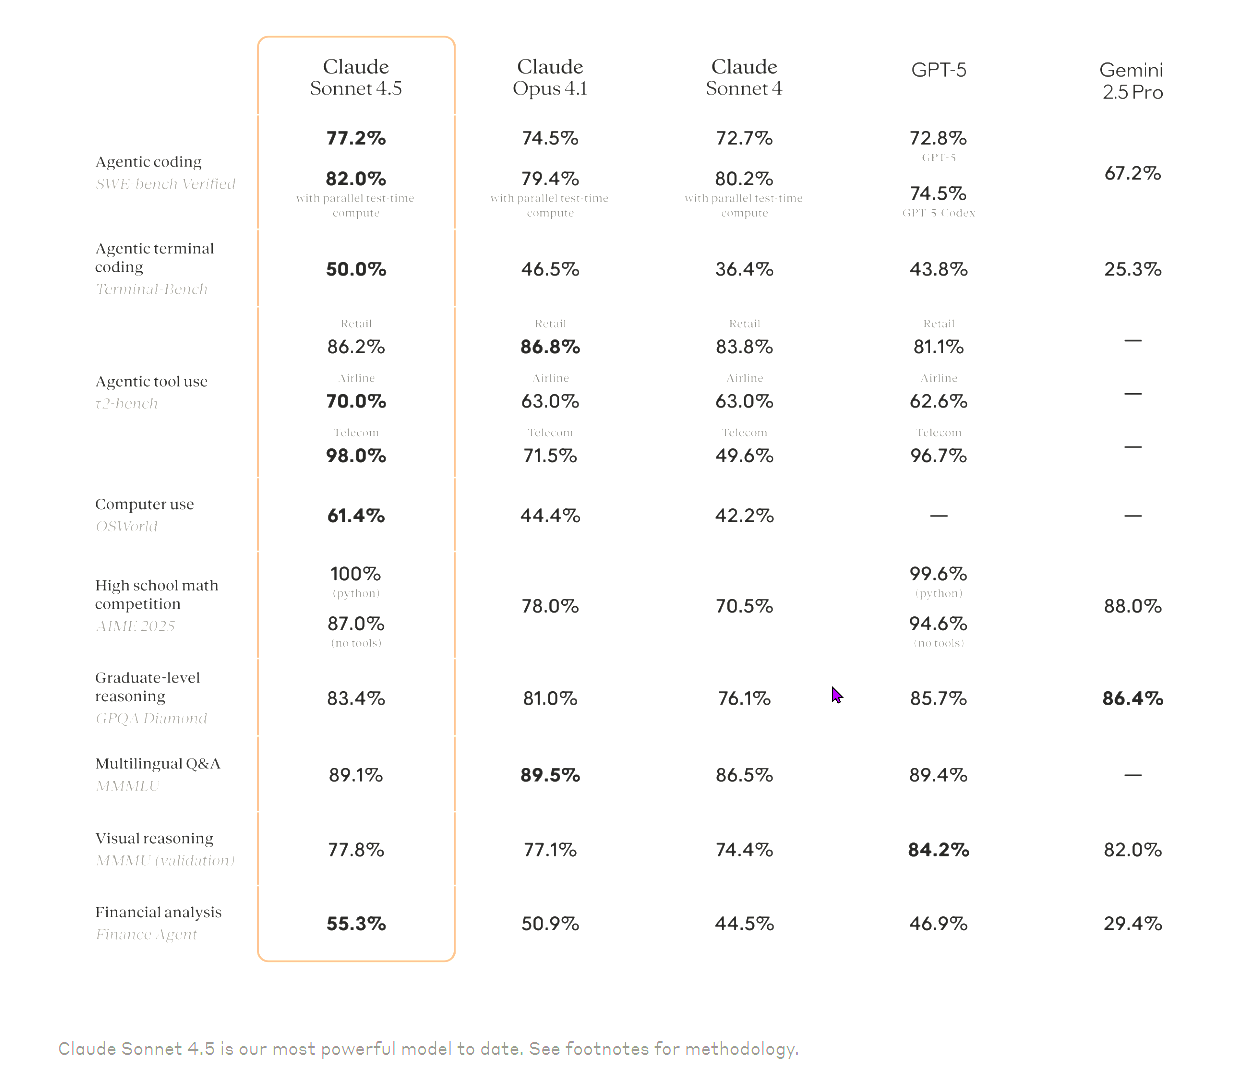 Claude
Sonnet 4.5
Claude
Opus 4.1
Claude
Sonnet 4
GPT-5
Gemini
2.5 Pro
Agentic coding
SWE-bench Verified
77.2%
82.0%
with parallel test-time
compute
74.5%
79.4%
with parallel test-time
compute
72.7%
80.2%
with parallel test-time
compute
72.8%
GPT-5
74.5%
GPT-5 Codex
67.2%
Agentic terminal
coding
Terminal-Bench
50.0%
46.5%
36.4%
43.8%
25.3%
Agentic tool use
τ2-bench
Retail
86.2%
Airline
70.0%
Telecom
98.0%
Retail
86.8%
Airline
63.0%
Telecom
71.5%
Retail
83.8%
Airline
63.0%
Telecom
49.6%
Retail
81.1%
Airline
62.6%
Telecom
96.7%
—
—
—
Computer use
OSWorld
61.4%
44.4%
42.2%
—
—
High school math
competition
AIME 2025
100%
(python)
87.0%
(no tools)
78.0%
70.5%
99.6%
(python)
94.6%
(no tools)
88.0%
Graduate-level
reasoning
GPQA Diamond
83.4%
81.0%
76.1%
85.7%
86.4%
Multilingual Q&A
MMMLU
89.1%
89.5%
86.5%
89.4%
—
Visual reasoning
MMMU (validation)
77.8%
77.1%
74.4%
84.2%
82.0%
Financial analysis
Finance Agent
55.3%
50.9%
44.5%
46.9%
29.4%
Claude Sonnet 4.5 is our most powerful model to date. See footnotes for methodology.